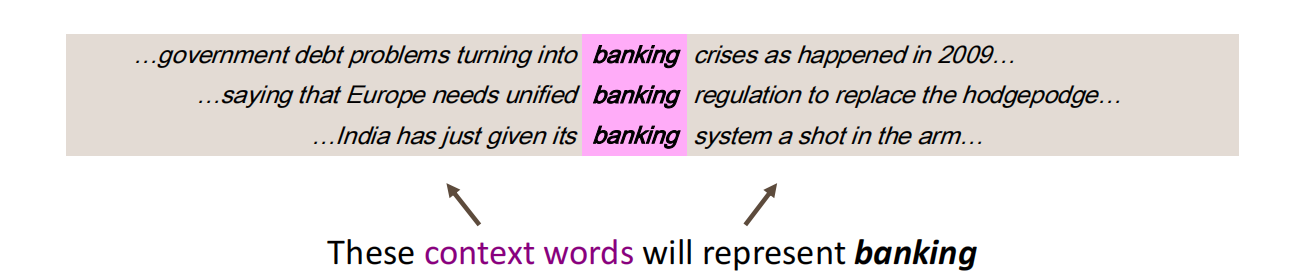 …government debt problems turning into banking crises as happened in 2009…
…saying that Europe needs unified banking regulation to replace the hodgepodge…
…India has just given its banking system a shot in the arm…
These context words will represent banking